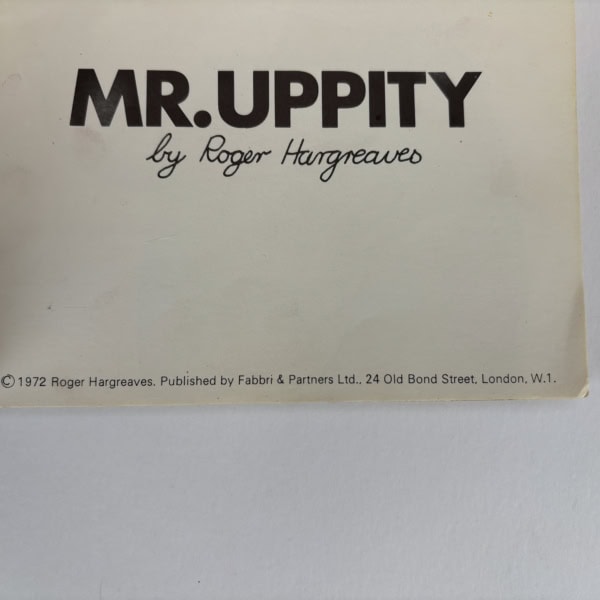 MR. UPPITY
by Roger Hargreaves
© 1972 Roger Hargreaves. Published by Fabbri & Partners Ltd., 24 Old Bond Street, London, W.1.